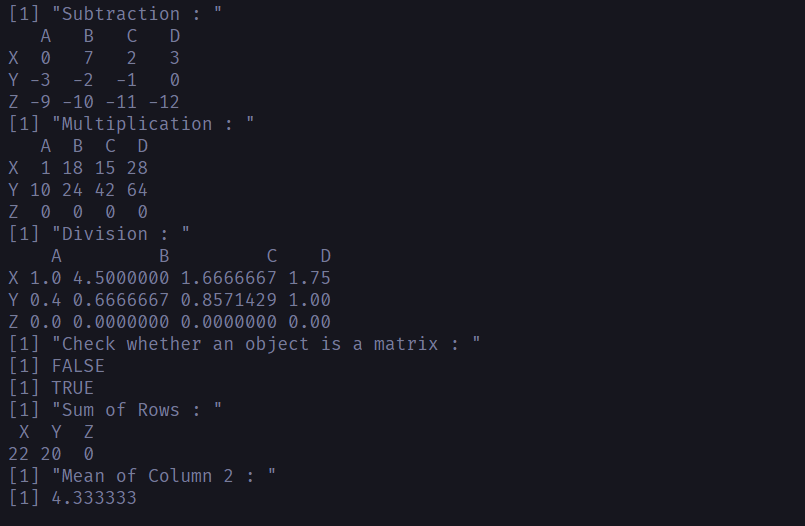 [1] "Subtraction : "
   A   B   C   D
X  0   7   2   3
Y -3  -2  -1   0
Z -9 -10 -11 -12
[1] "Multiplication : "
   A  B  C  D
X  1 18 15 28
Y 10 24 42 64
Z  0  0  0  0
[1] "Division : "
    A         B         C    D
X 1.0 4.5000000 1.6666667 1.75
Y 0.4 0.6666667 0.8571429 1.00
Z 0.0 0.0000000 0.0000000 0.00
[1] "Check whether an object is a matrix : "
[1] FALSE
[1] TRUE
[1] "Sum of Rows : "
 X  Y  Z
22 20  0
[1] "Mean of Column 2 : "
[1] 4.333333